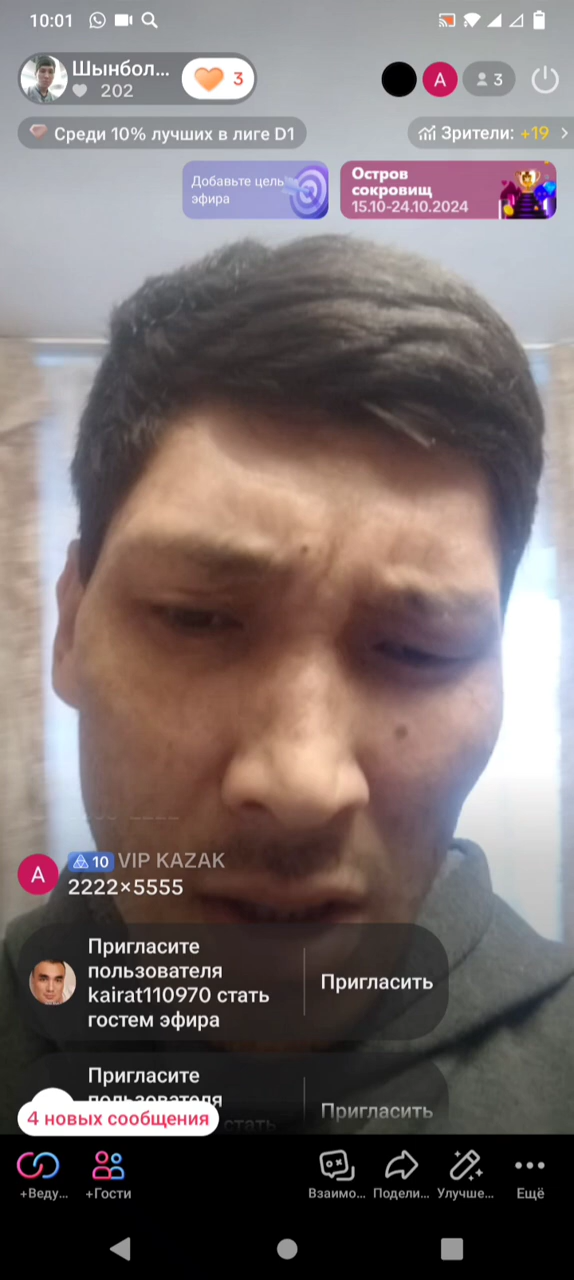 10:01
Шынбол...
202
3
A
3
Среди 10% лучших в лиге D1
Зрители: +19
Добавьте цель
эфира
Остров
сокровищ
15.10-24.10.2024
A
10 VIP KAZAK
2222×5555
Пригласите
пользователя
kairat110970 стать
гостем эфира
Пригласить
Пригласите
пользователя
стать
Пригласить
4 новых сообщения
+Веду...
+Гости
Взаимо...
Подели...
Улучше...
Ещё